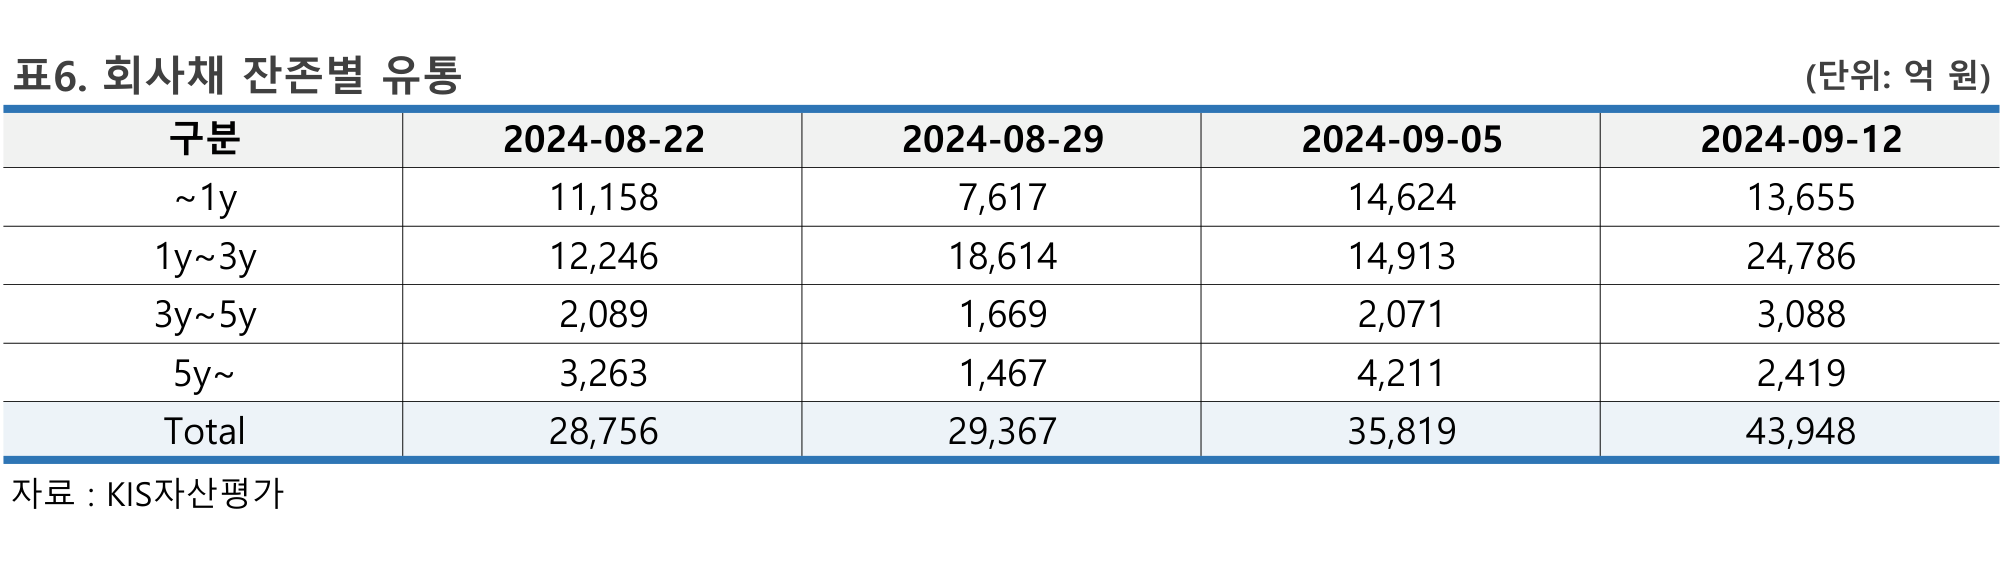 표6. 회사채 잔존별 유통 (단위: 억 원)
구분 2024-08-22 2024-08-29 2024-09-05 2024-09-12
~1y 11,158 7,617 14,624 13,655
1y~3y 12,246 18,614 14,913 24,786
3y~5y 2,089 1,669 2,071 3,088
5y~ 3,263 1,467 4,211 2,419
Total 28,756 29,367 35,819 43,948
자료 : KIS자산평가